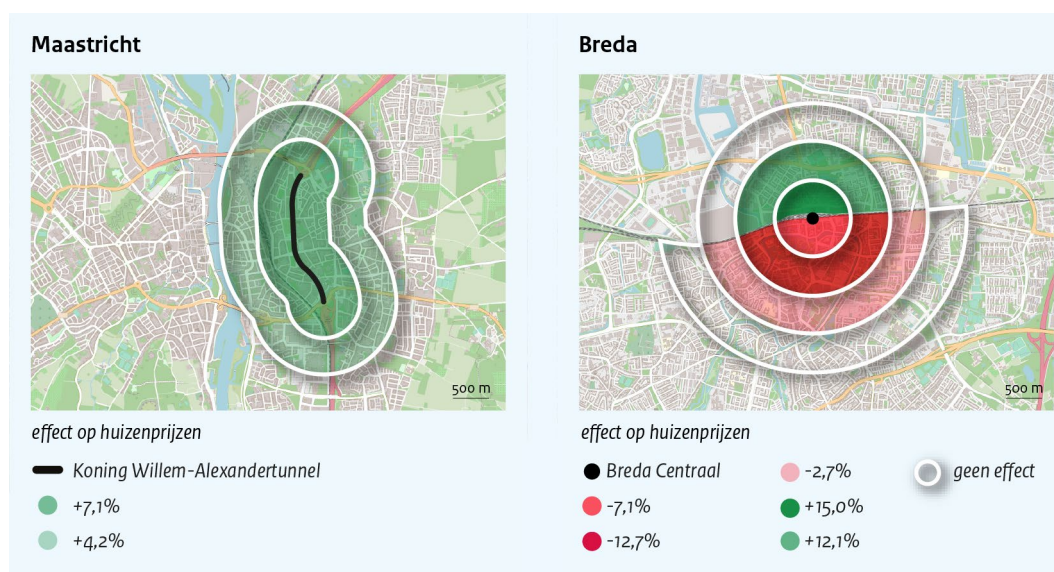 Maastricht
500 m
effect op huizenprijzen
Koning Willem-Alexandertunnel
+7,1%
+4,2%
Breda
500 m
effect op huizenprijzen
Breda Centraal
-7,1%
-12,7%
-2,7%
+15,0%
+12,1%
geen effect